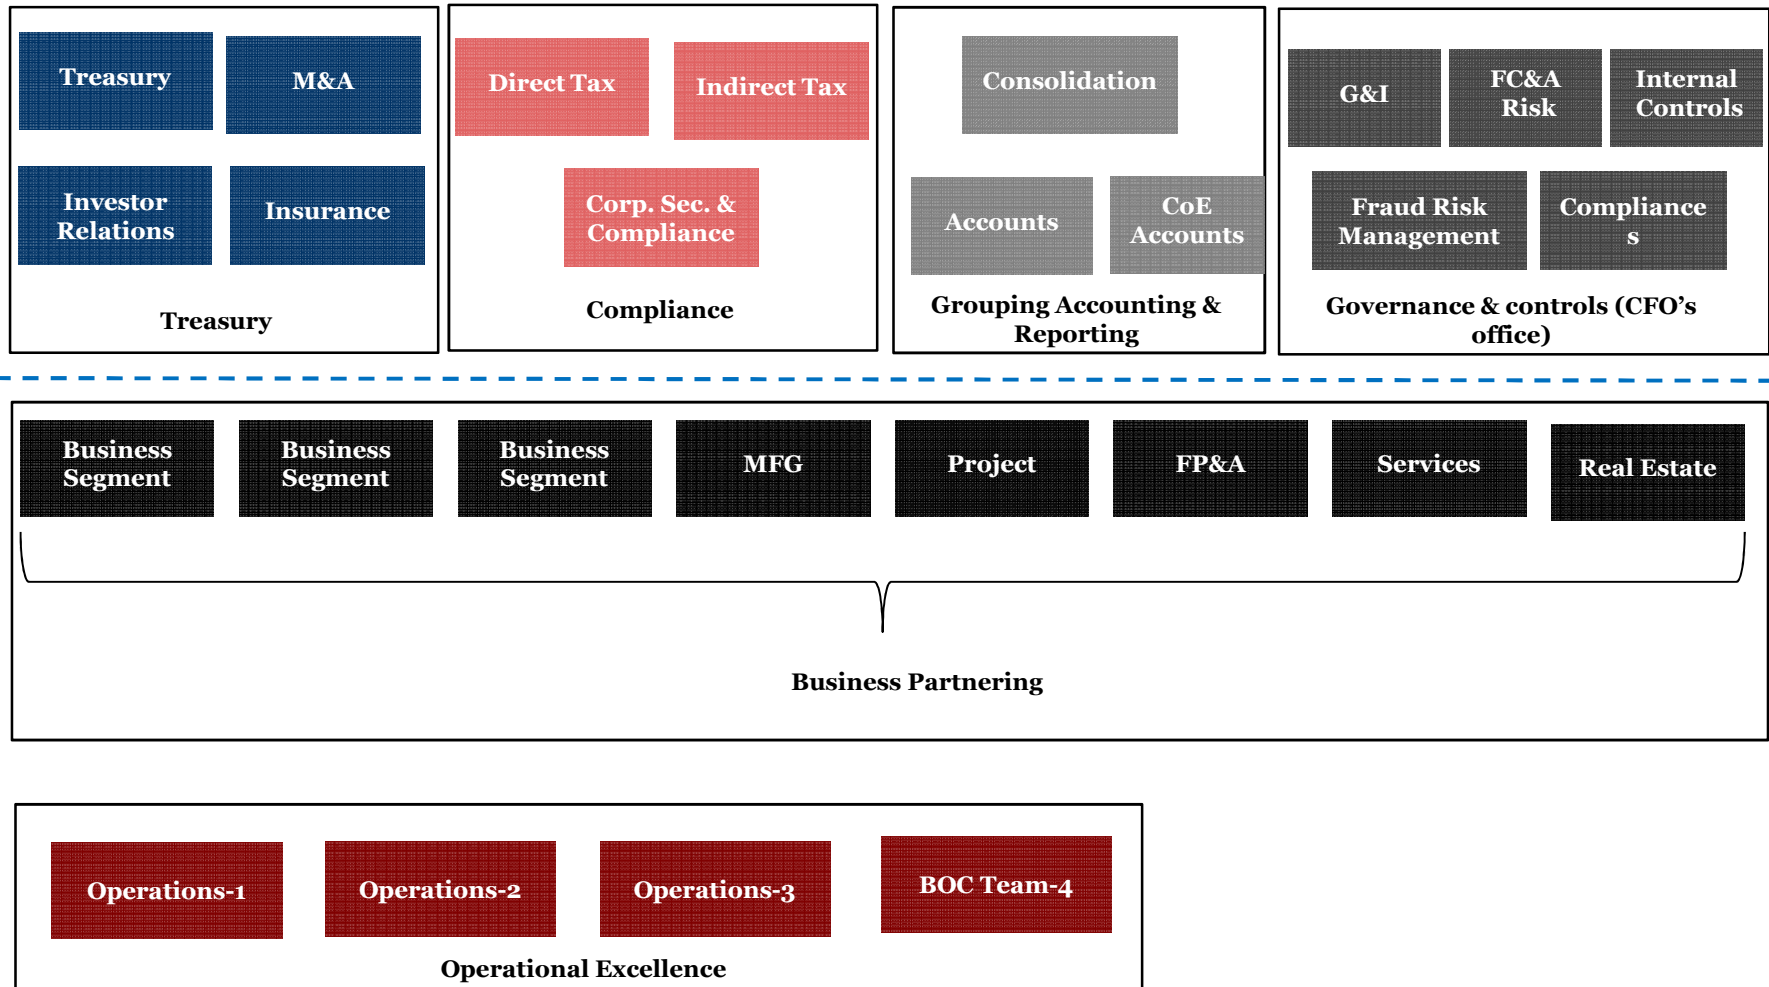 Treasury
M&A
Investor
Relations
Insurance
Treasury
Direct Tax
Indirect Tax
Corp. Sec. &
Compliance
Compliance
Consolidation
Accounts
CoE
Accounts
Grouping Accounting &
Reporting
G&I
FC&A
Risk
Internal
Controls
Fraud Risk
Management
Compliance
s
Governance & controls (CFO’s
office)
Business
Segment
Business
Segment
Business
Segment
MFG
Project
FP&A
Services
Real Estate
Business Partnering
Operations-1
Operations-2
Operations-3
BOC Team-4
Operational Excellence